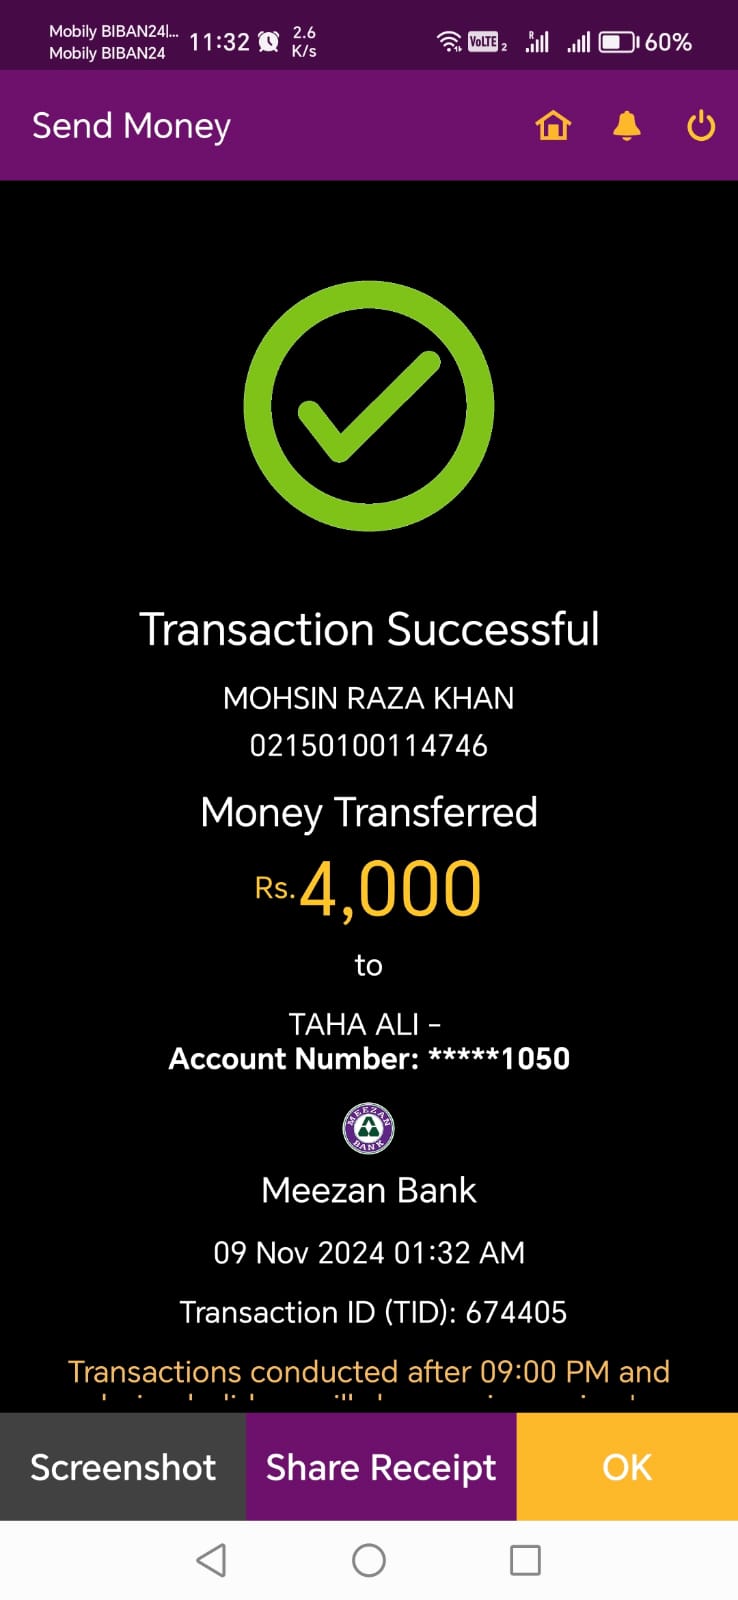 Mobily BIBAN24|...
Mobily BIBAN24
11:32
2.6
K/s
VoLTE 2
R
60%
Send Money
Transaction Successful
MOHSIN RAZA KHAN
02150100114746
Money Transferred
Rs.4,000
to
TAHA ALI -
Account Number: *****1050
MEEZAN
BANK
Meezan Bank
09 Nov 2024 01:32 AM
Transaction ID (TID): 674405
Transactions conducted after 09:00 PM and
Screenshot
Share Receipt
OK